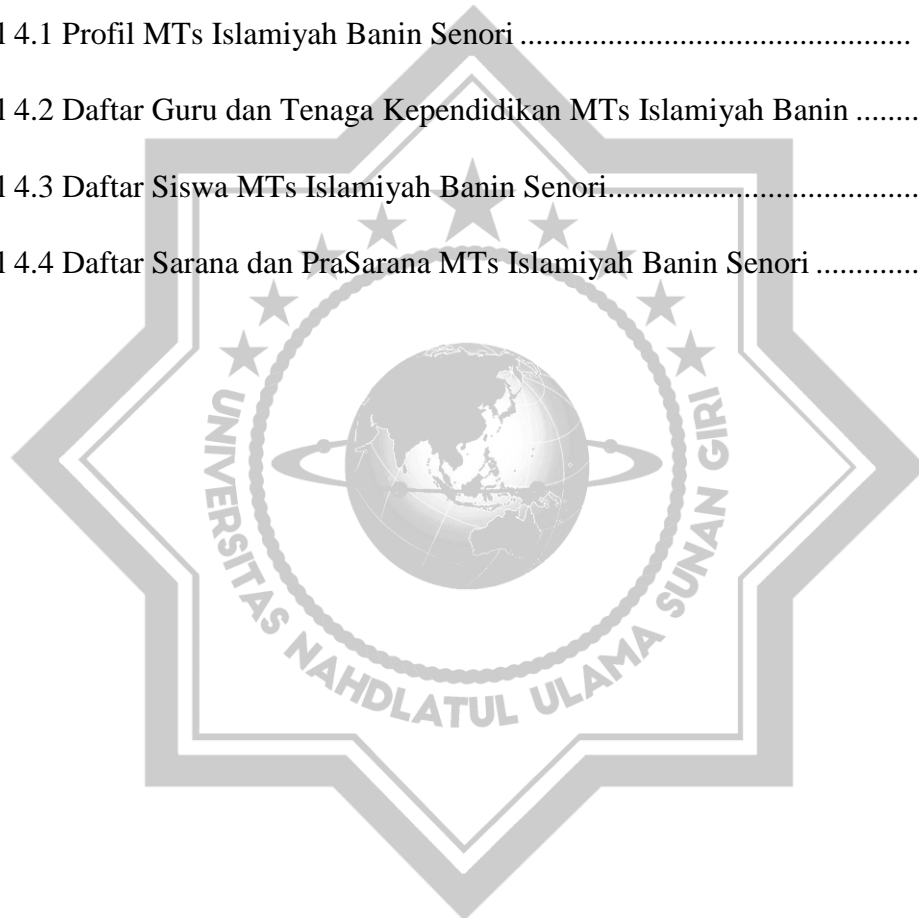 l 4.1 Profil MTs Islamiyah Banin Senori ................................................
l 4.2 Daftar Guru dan Tenaga Kependidikan MTs Islamiyah Banin ........
l 4.3 Daftar Siswa MTs Islamiyah Banin Senori......................................
l 4.4 Daftar Sarana dan PraSarana MTs Islamiyah Banin Senori .............
UNIVERSITAS NAHDLATUL ULAMA SUNAN GIRI